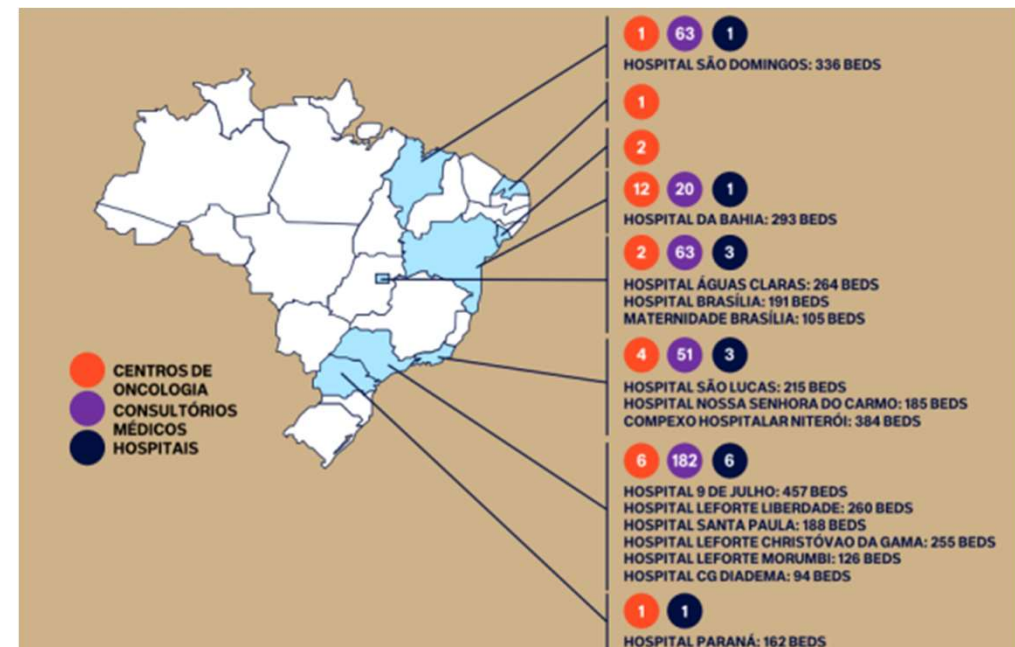 1 63 1
HOSPITAL SÃO DOMINGOS: 336 BEDS
1
2
12 20 1
HOSPITAL DA BAHIA: 293 BEDS
2 63 3
HOSPITAL ÁGUAS CLARAS: 264 BEDS
HOSPITAL BRASÍLIA: 191 BEDS
MATERNIDADE BRASÍLIA: 105 BEDS
4 51 3
HOSPITAL SÃO LUCAS: 215 BEDS
HOSPITAL NOSSA SENHORA DO CARMO: 185 BEDS
COMPEXO HOSPITALAR NITERÓI: 384 BEDS
6 182 6
HOSPITAL 9 DE JULHO: 457 BEDS
HOSPITAL LEFORTE LIBERDADE: 260 BEDS
HOSPITAL SANTA PAULA: 188 BEDS
HOSPITAL LEFORTE CHRISTÓVAO DA GAMA: 255 BEDS
HOSPITAL LEFORTE MORUMBI: 126 BEDS
HOSPITAL CG DIADEMA: 94 BEDS
1 1
HOSPITAL PARANÁ: 162 BEDS
CENTROS DE
ONCOLOGIA
CONSULTÓRIOS
MÉDICOS
HOSPITAIS